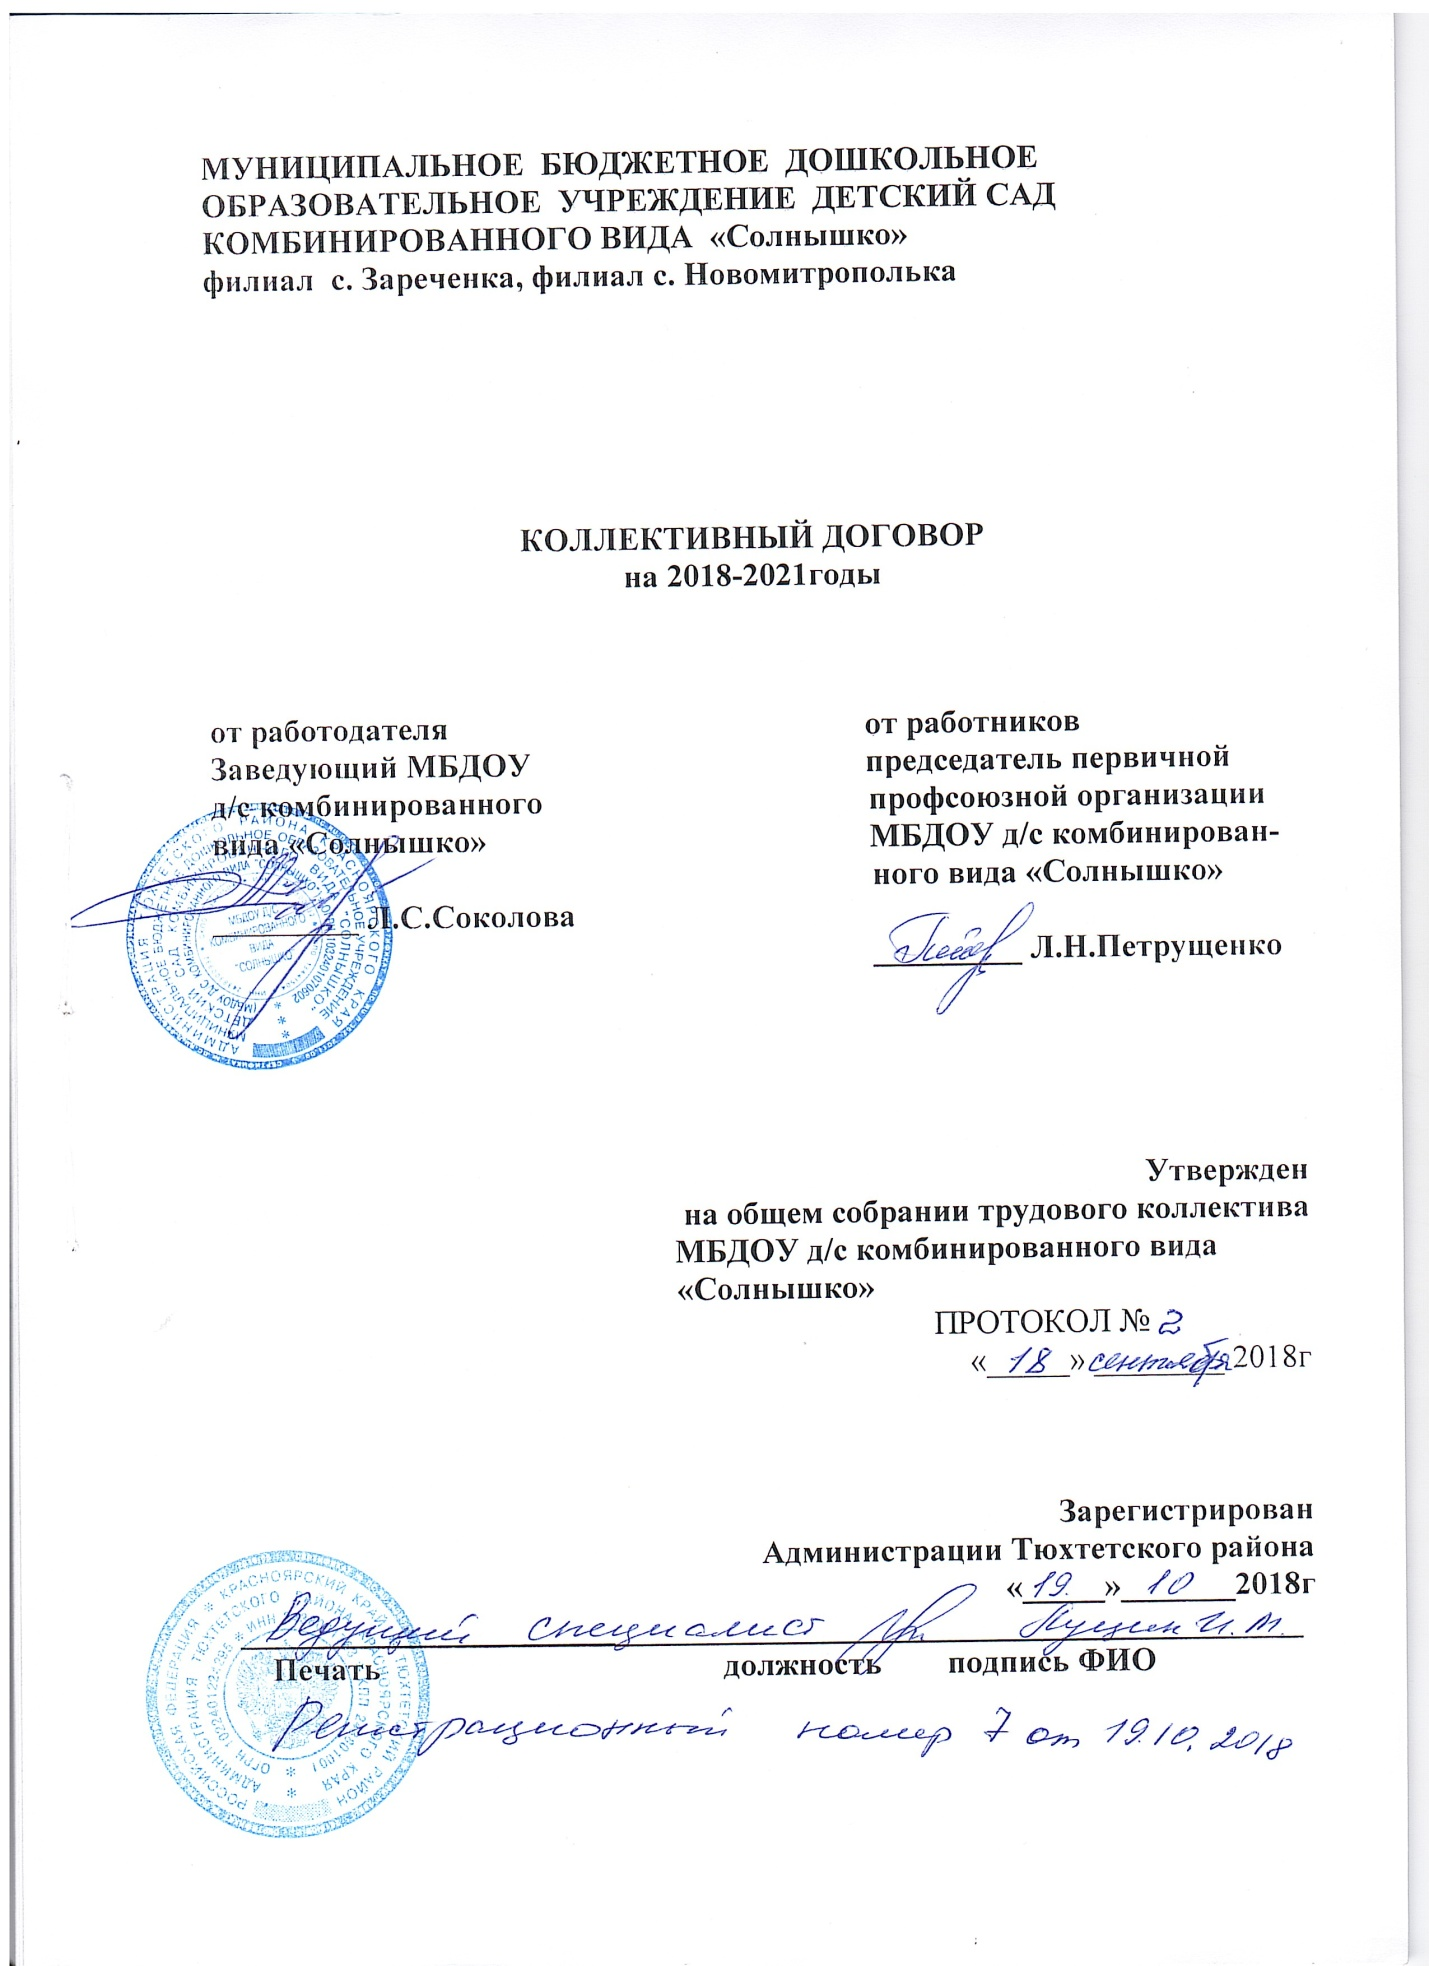 МУНИЦИПАЛЬНОЕ БЮДЖЕТНОЕ ДОШКОЛЬНОЕ
ОБРАЗОВАТЕЛЬНОЕ УЧРЕЖДЕНИЕ ДЕТСКИЙ САД
КОМБИНИРОВАННОГО ВИДА «Солнышко»
филиал с. Зареченка, филиал с. Новомитрополька
КОЛЛЕКТИВНЫЙ ДОГОВОР
на 2018-2021годы
от работодателя
Заведующий МБДОУ
д/с комбинированного
вида «Солнышко»
Л.С.Соколова
от работников
председатель первичной
профсоюзной организации
МБДОУ д/с комбинирован-
ного вида «Солнышко»
Л.Н.Петрущенко
Утвержден
на общем собрании трудового коллектива
МБДОУ д/с комбинированного вида
«Солнышко»
ПРОТОКОЛ № 2
«18» сентября 2018г
Зарегистрирован
Администрации Тюхтетского района
«19.» 10 2018г
Ведущий специалист Пущин И.М.
Печать должность подпись ФИО
Регистрационный номер 7 от 19.10.2018